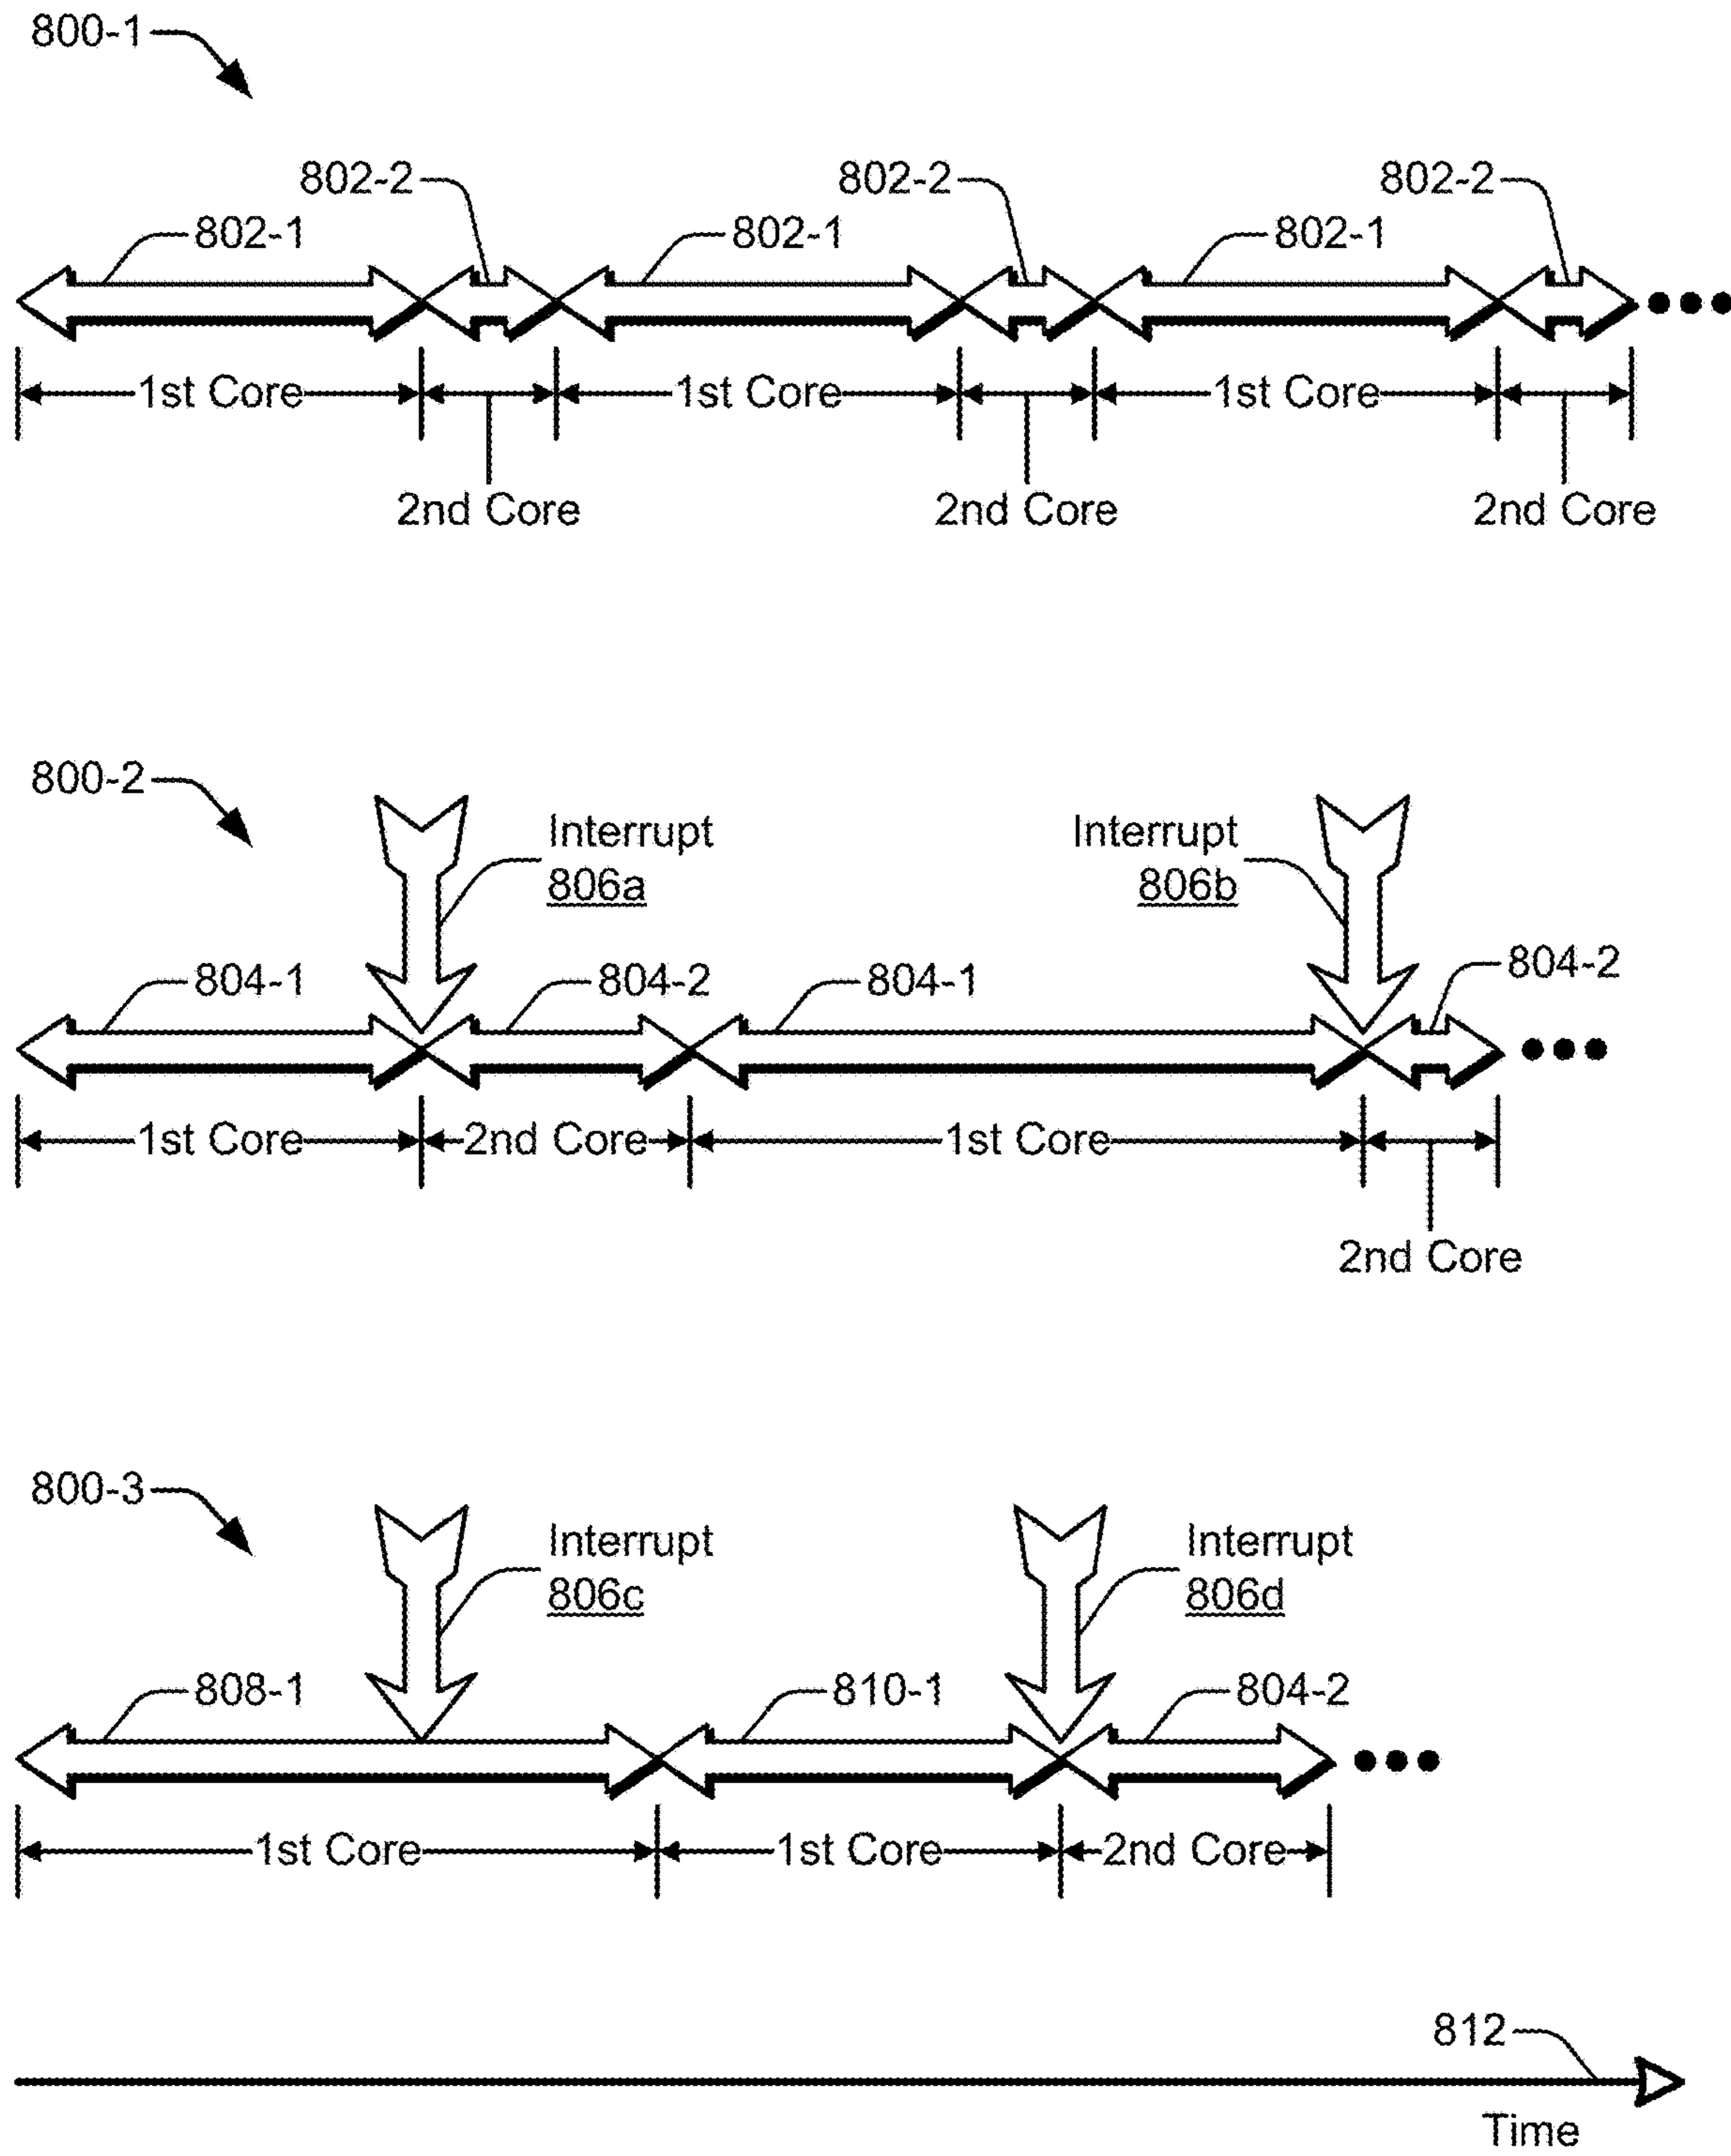 800-1
802-2 802-2 802-2
802-1 802-1 802-1
1st Core 1st Core 1st Core
2nd Core 2nd Core 2nd Core
800-2
Interrupt Interrupt
806a 806b
804-1 804-2 804-1 804-2
1st Core 2nd Core 1st Core
2nd Core
800-3
Interrupt Interrupt
806c 806d
808-1 810-1 804-2
1st Core 1st Core 2nd Core
812
Time